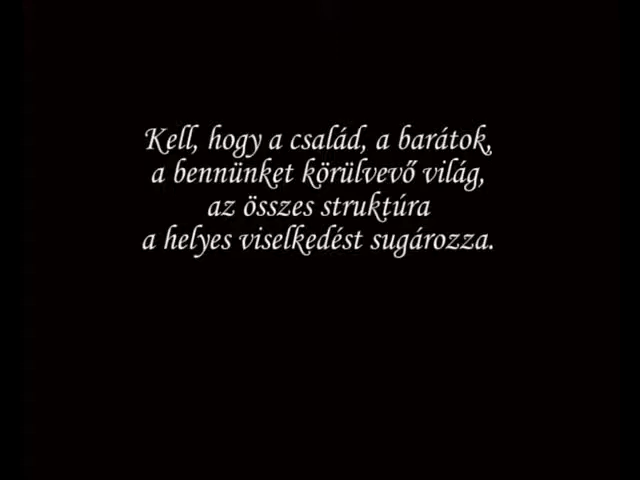 Kell, hogy a család, a barátok,
a bennünket körülvevő világ,
az összes struktúra
a helyes viselkedést sugározza.